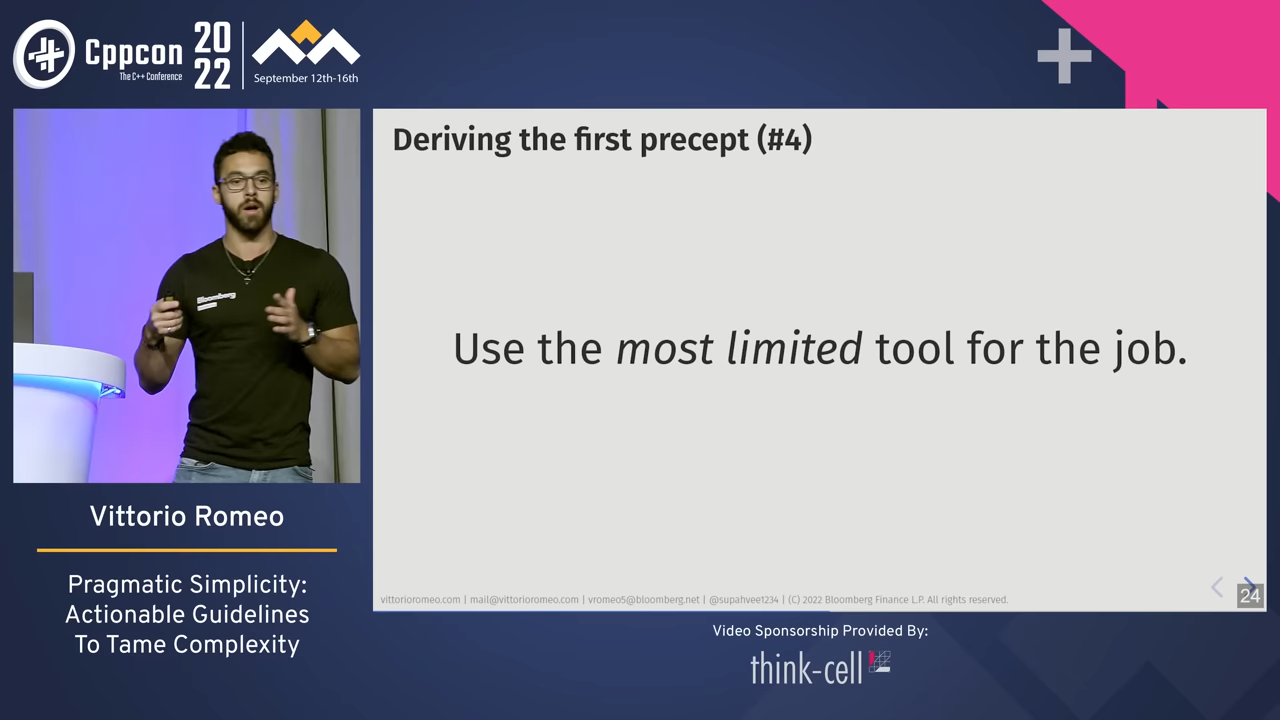 Cppcon
The C++ Conference
20
22
September 12th-16th
Deriving the first precept (#4)
Use the most limited tool for the job.
Bloomberg
vittorioromeo.com | mail@vittorioromeo.com | vromeo5@bloomberg.net | @supahvee1234 | (C) 2022 Bloomberg Finance L.P. All rights reserved.
24
Vittorio Romeo
Pragmatic Simplicity:
Actionable Guidelines
To Tame Complexity
Video Sponsorship Provided By:
think-cell